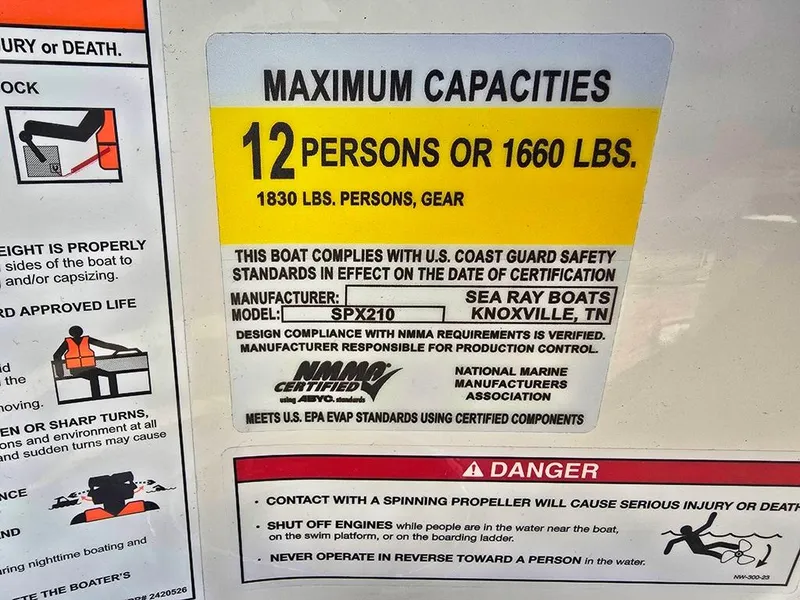 URY or DEATH.
OCK
EIGHT IS PROPERLY
sides of the boat to
and/or capsizing.
RD APPROVED LIFE
id
the
noving.
EN OR SHARP TURNS,
ons and environment at all
and sudden turns may cause
NCE
ND
uring nighttime boating and
TE THE BOATER'S
2420526
MAXIMUM CAPACITIES
12 PERSONS OR 1660 LBS.
1830 LBS. PERSONS, GEAR
THIS BOAT COMPLIES WITH U.S. COAST GUARD SAFETY
STANDARDS IN EFFECT ON THE DATE OF CERTIFICATION
MANUFACTURER: SEA RAY BOATS
MODEL: SPX210 KNOXVILLE, TN
DESIGN COMPLIANCE WITH NMMA REQUIREMENTS IS VERIFIED.
MANUFACTURER RESPONSIBLE FOR PRODUCTION CONTROL.
NMMA
CERTIFIED
using ABYC. standards
NATIONAL MARINE
MANUFACTURERS
ASSOCIATION
MEETS U.S. EPA EVAP STANDARDS USING CERTIFIED COMPONENTS
DANGER
• CONTACT WITH A SPINNING PROPELLER WILL CAUSE SERIOUS INJURY OR DEATH
• SHUT OFF ENGINES while people are in the water near the boat,
on the swim platform, or on the boarding ladder.
• NEVER OPERATE IN REVERSE TOWARD A PERSON in the water.
NW-300-23